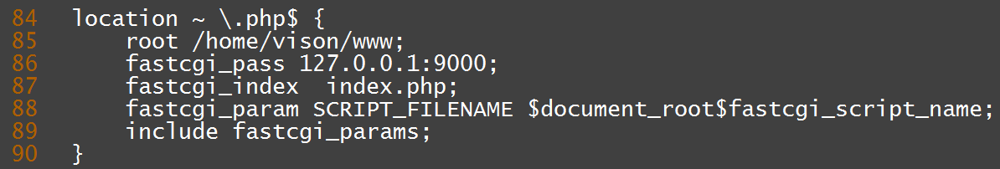 84 location ~ \.php$ {
85 root /home/vison/www;
86 fastcgi_pass 127.0.0.1:9000;
87 fastcgi_index  index.php;
88 fastcgi_param SCRIPT_FILENAME $document_root$fastcgi_script_name;
89 include fastcgi_params;
90 }